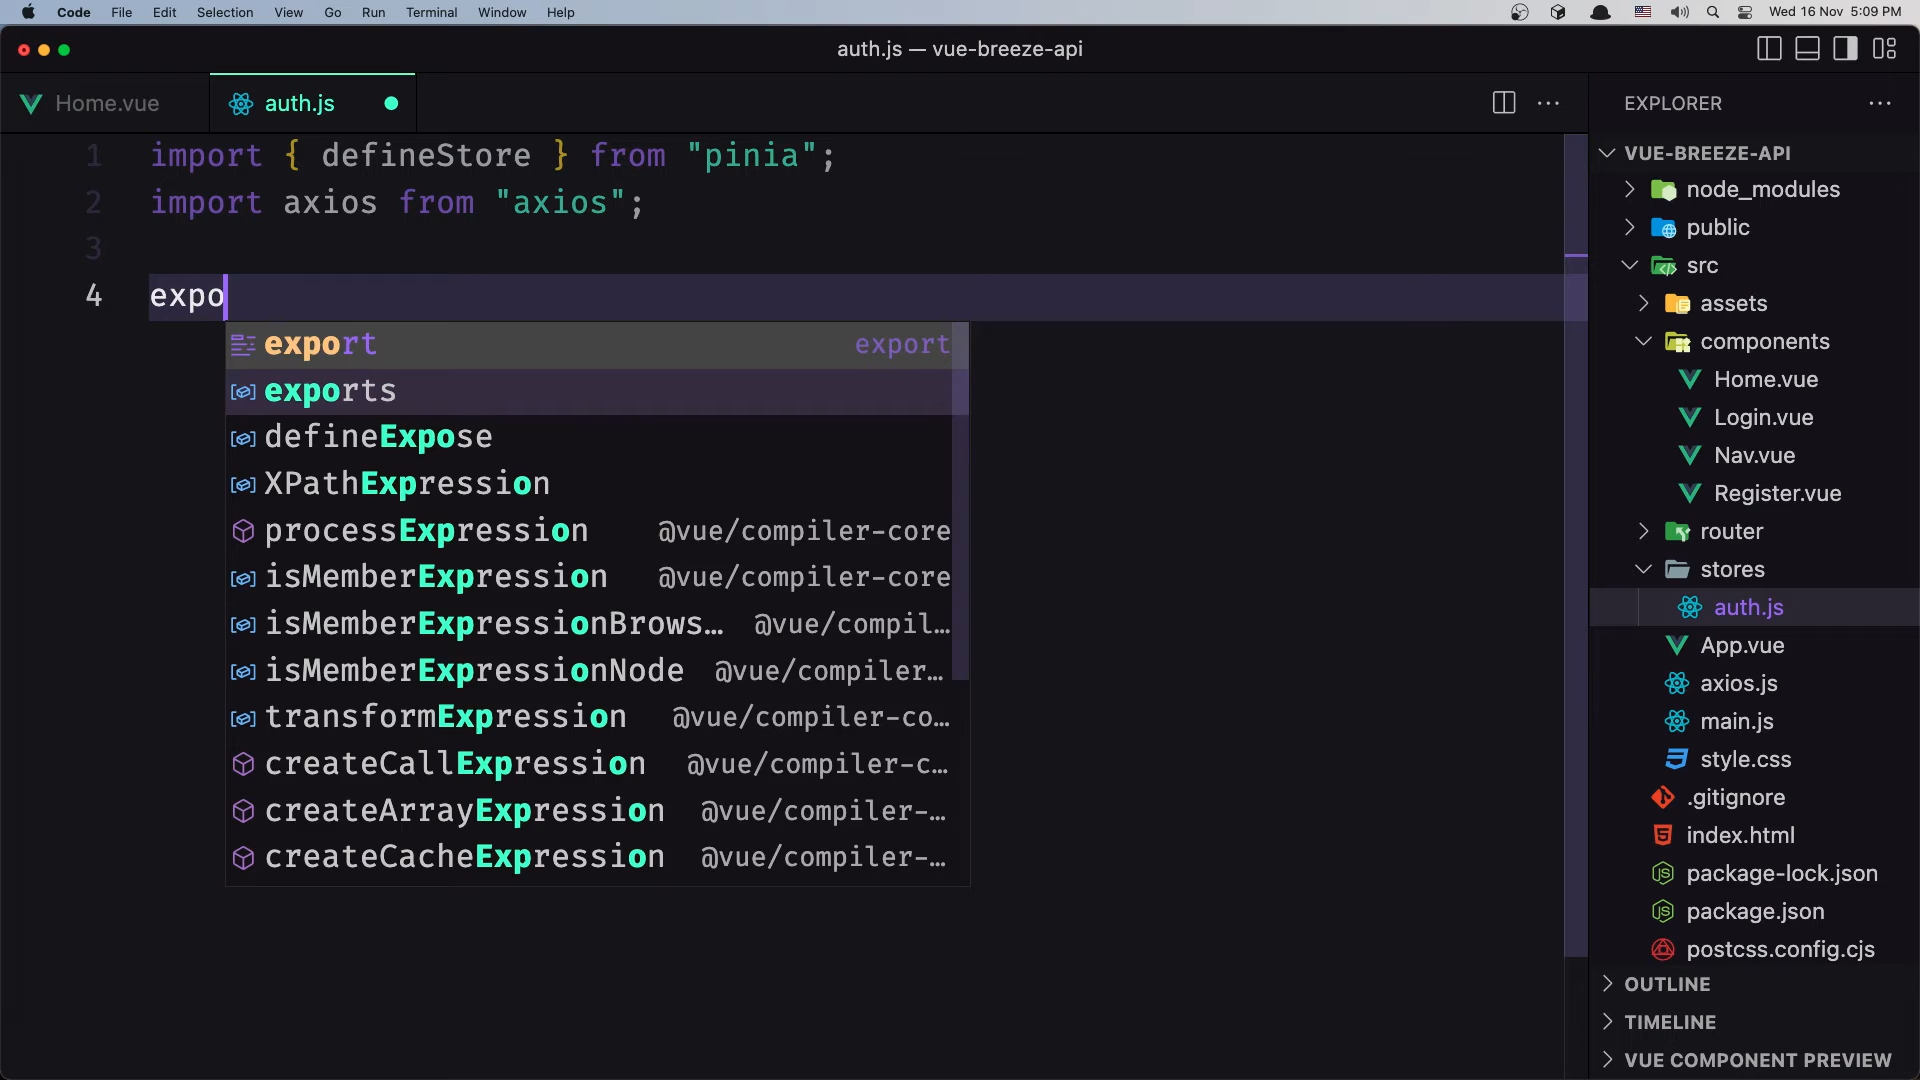 Code File Edit Selection View Go Run Terminal Window Help Wed 16 Nov 5:09 PM
auth.js — vue-breeze-api
Home.vue auth.js
1 import { defineStore } from "pinia";
2 import axios from "axios";
3
4 expo
export export
exports
defineExpose
XPathExpression
processExpression @vue/compiler-core
isMemberExpression @vue/compiler-core
isMemberExpressionBrows… @vue/compil…
isMemberExpressionNode @vue/compiler…
transformExpression @vue/compiler-co…
createCallExpression @vue/compiler-c…
createArrayExpression @vue/compiler-…
createCacheExpression @vue/compiler-…
EXPLORER
VUE-BREEZE-API
node_modules
public
src
assets
components
Home.vue
Login.vue
Nav.vue
Register.vue
router
stores
auth.js
App.vue
axios.js
main.js
style.css
.gitignore
index.html
package-lock.json
package.json
postcss.config.cjs
OUTLINE
TIMELINE
VUE COMPONENT PREVIEW